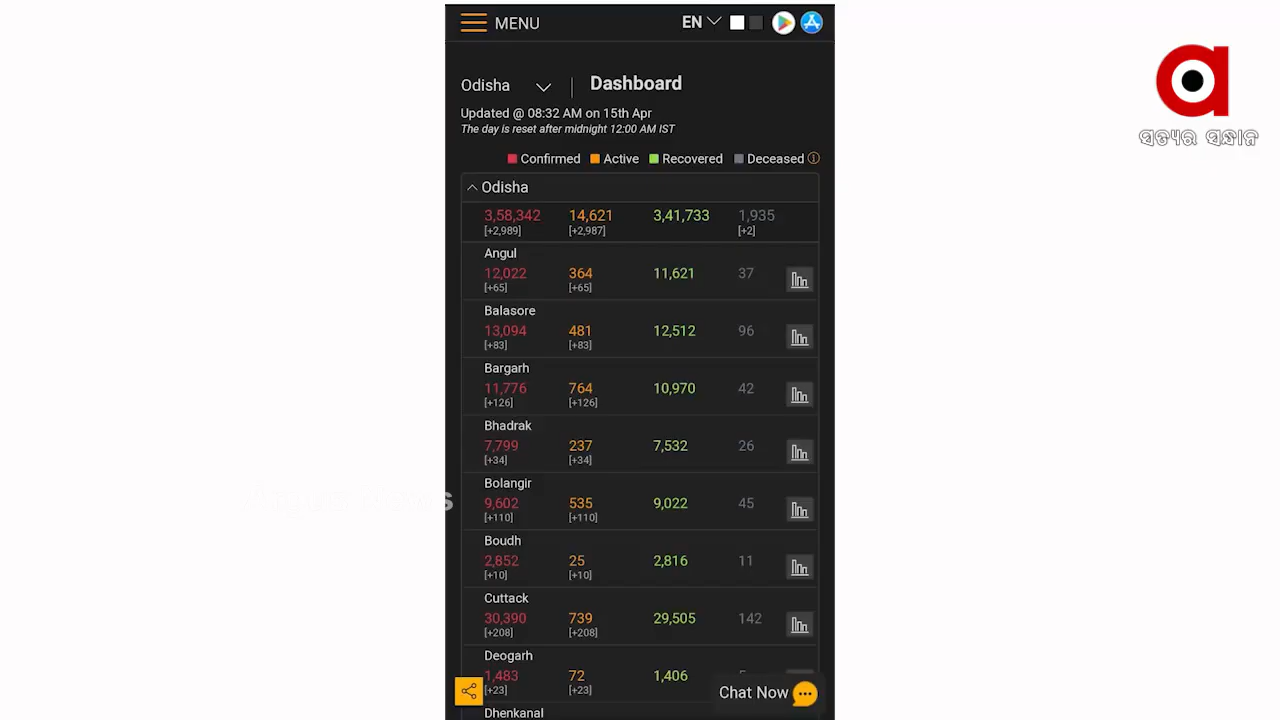 MENU
EN
Odisha
Dashboard
Updated @ 08:32 AM on 15th Apr
The day is reset after midnight 12:00 AM IST
Confirmed Active Recovered Deceased
Odisha
3,58,342 14,621 3,41,733 1,935
[+2,989] [+2,987] [+2]
Angul
12,022 364 11,621 37
[+65] [+65]
Balasore
13,094 481 12,512 96
[+83] [+83]
Bargarh
11,776 764 10,970 42
[+126] [+126]
Bhadrak
7,799 237 7,532 26
[+34] [+34]
Bolangir
9,602 535 9,022 45
[+110] [+110]
Boudh
2,852 25 2,816 11
[+10] [+10]
Cuttack
30,390 739 29,505 142
[+208] [+208]
Deogarh
1,483 72 1,406
[+23] [+23]
Chat Now
Dhenkanal
ସତ୍ୟର ସନ୍ଧାନ